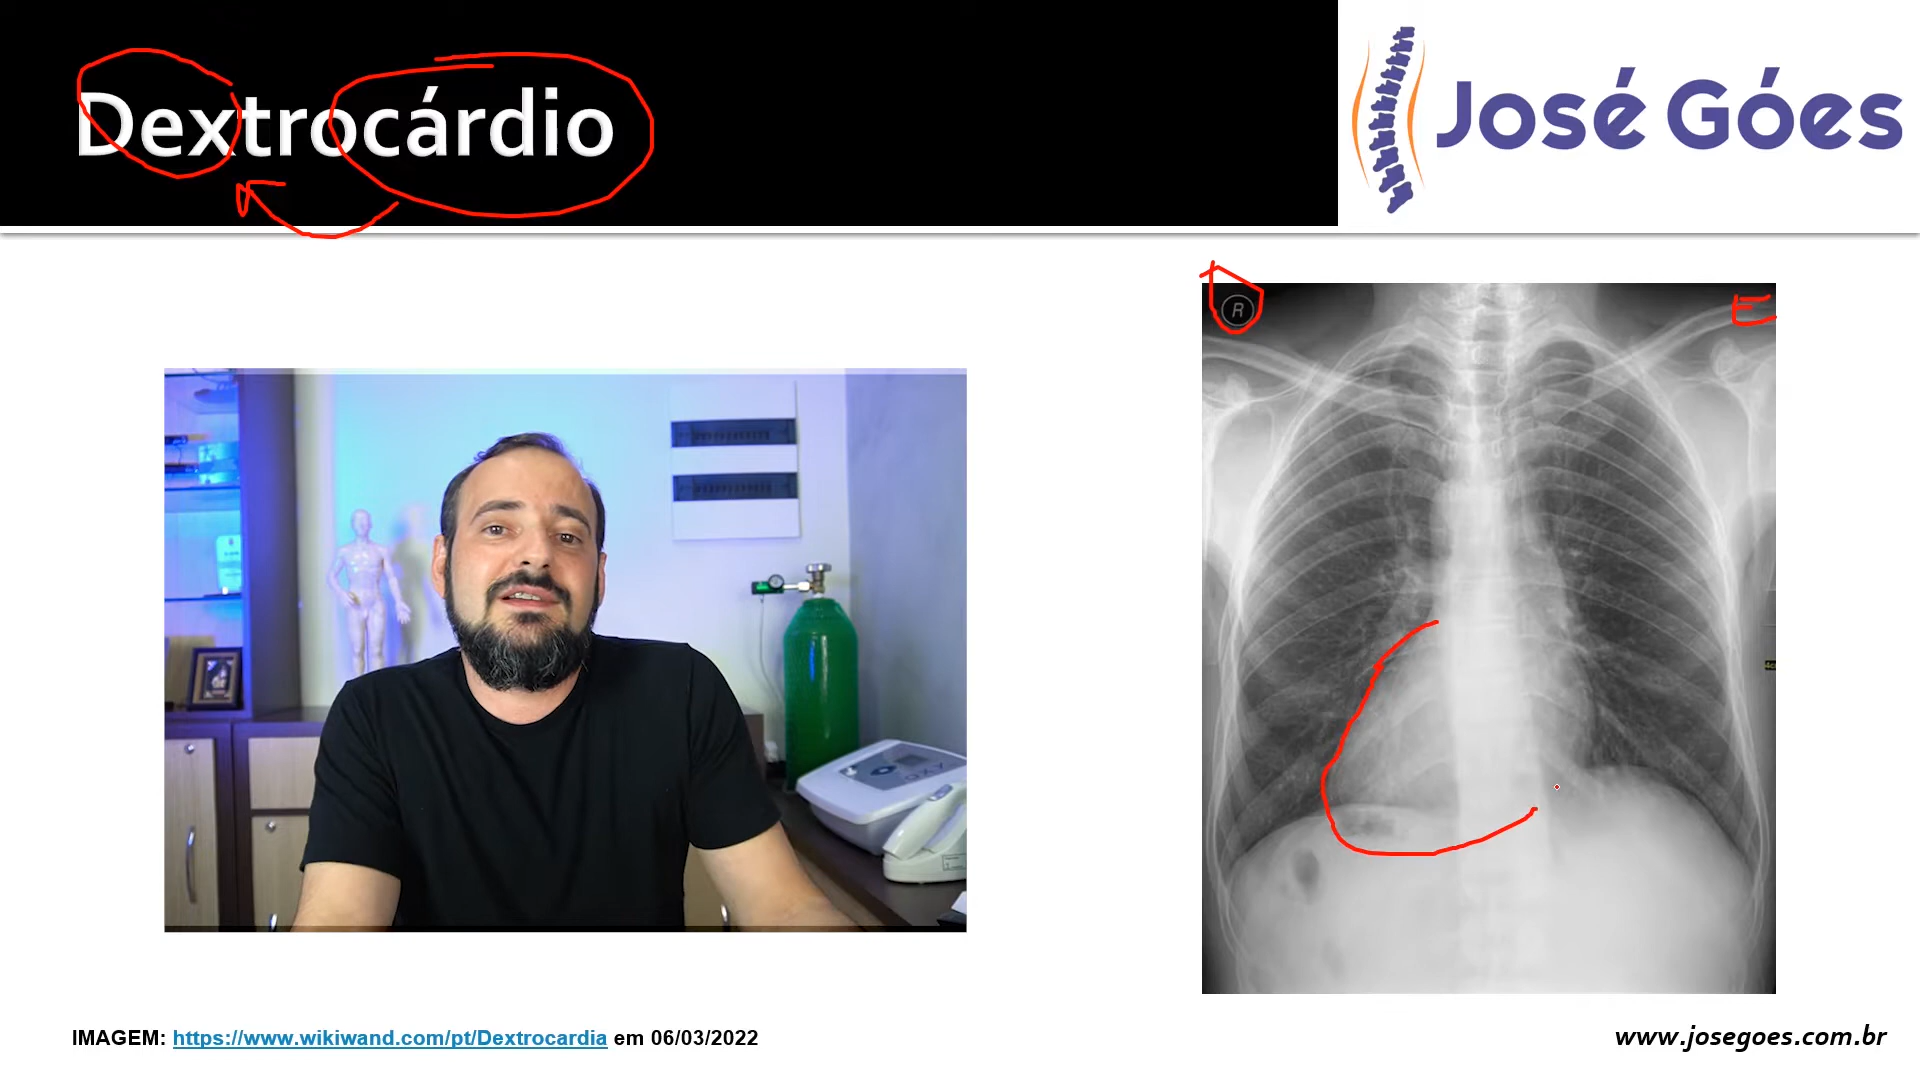 Dextrocárdio
José Góes
R
E
IMAGEM: https://www.wikiwand.com/pt/Dextrocardia em 06/03/2022
www.josegoes.com.br